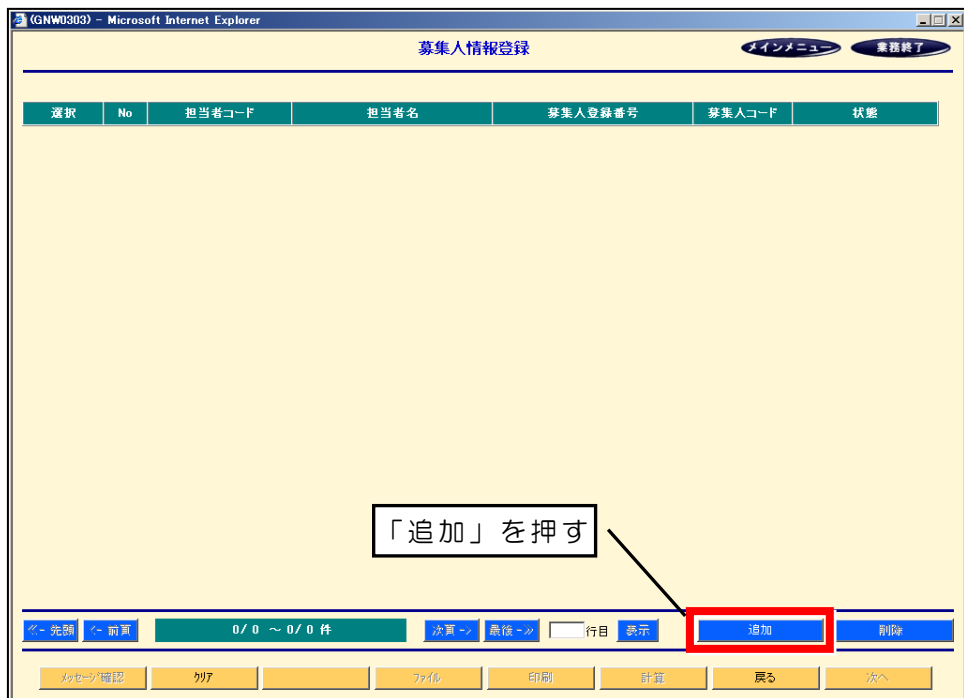 (GNW0303) - Microsoft Internet Explorer
募集人情報登録 メインメニュー 業務終了
選択 No 担当者コード 担当者名 募集人登録番号 募集人コード 状態
「追加」を押す
<<- 先頭 <- 前頁 0/ 0 ～ 0/ 0 件 次頁 -> 最後 ->> 行目 表示 追加 削除
メッセージ確認 クリア ファイル 印刷 計算 戻る 次へ